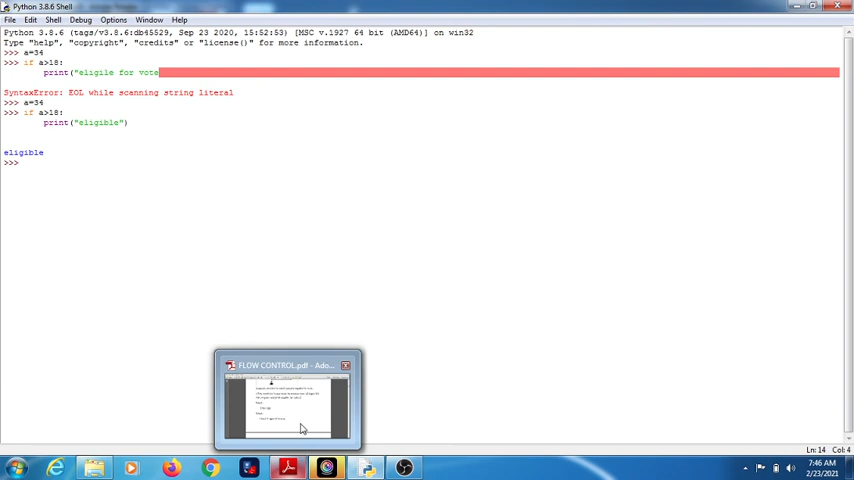 Python 3.8.6 Shell
File Edit Shell Debug Options Window Help
Python 3.8.6 (tags/v3.8.6:db45529, Sep 23 2020, 15:52:53) [MSC v.1927 64 bit (AMD64)] on win32
Type "help", "copyright", "credits" or "license()" for more information.
>>> a=34
>>> if a>18:
print("eligile for vote
SyntaxError: EOL while scanning string literal
>>> a=34
>>> if a>18:
print("eligible")
eligible
>>>
FLOW CONTROL.pdf - Ado...
Ln: 14 Col: 4
7:46 AM
2/23/2021